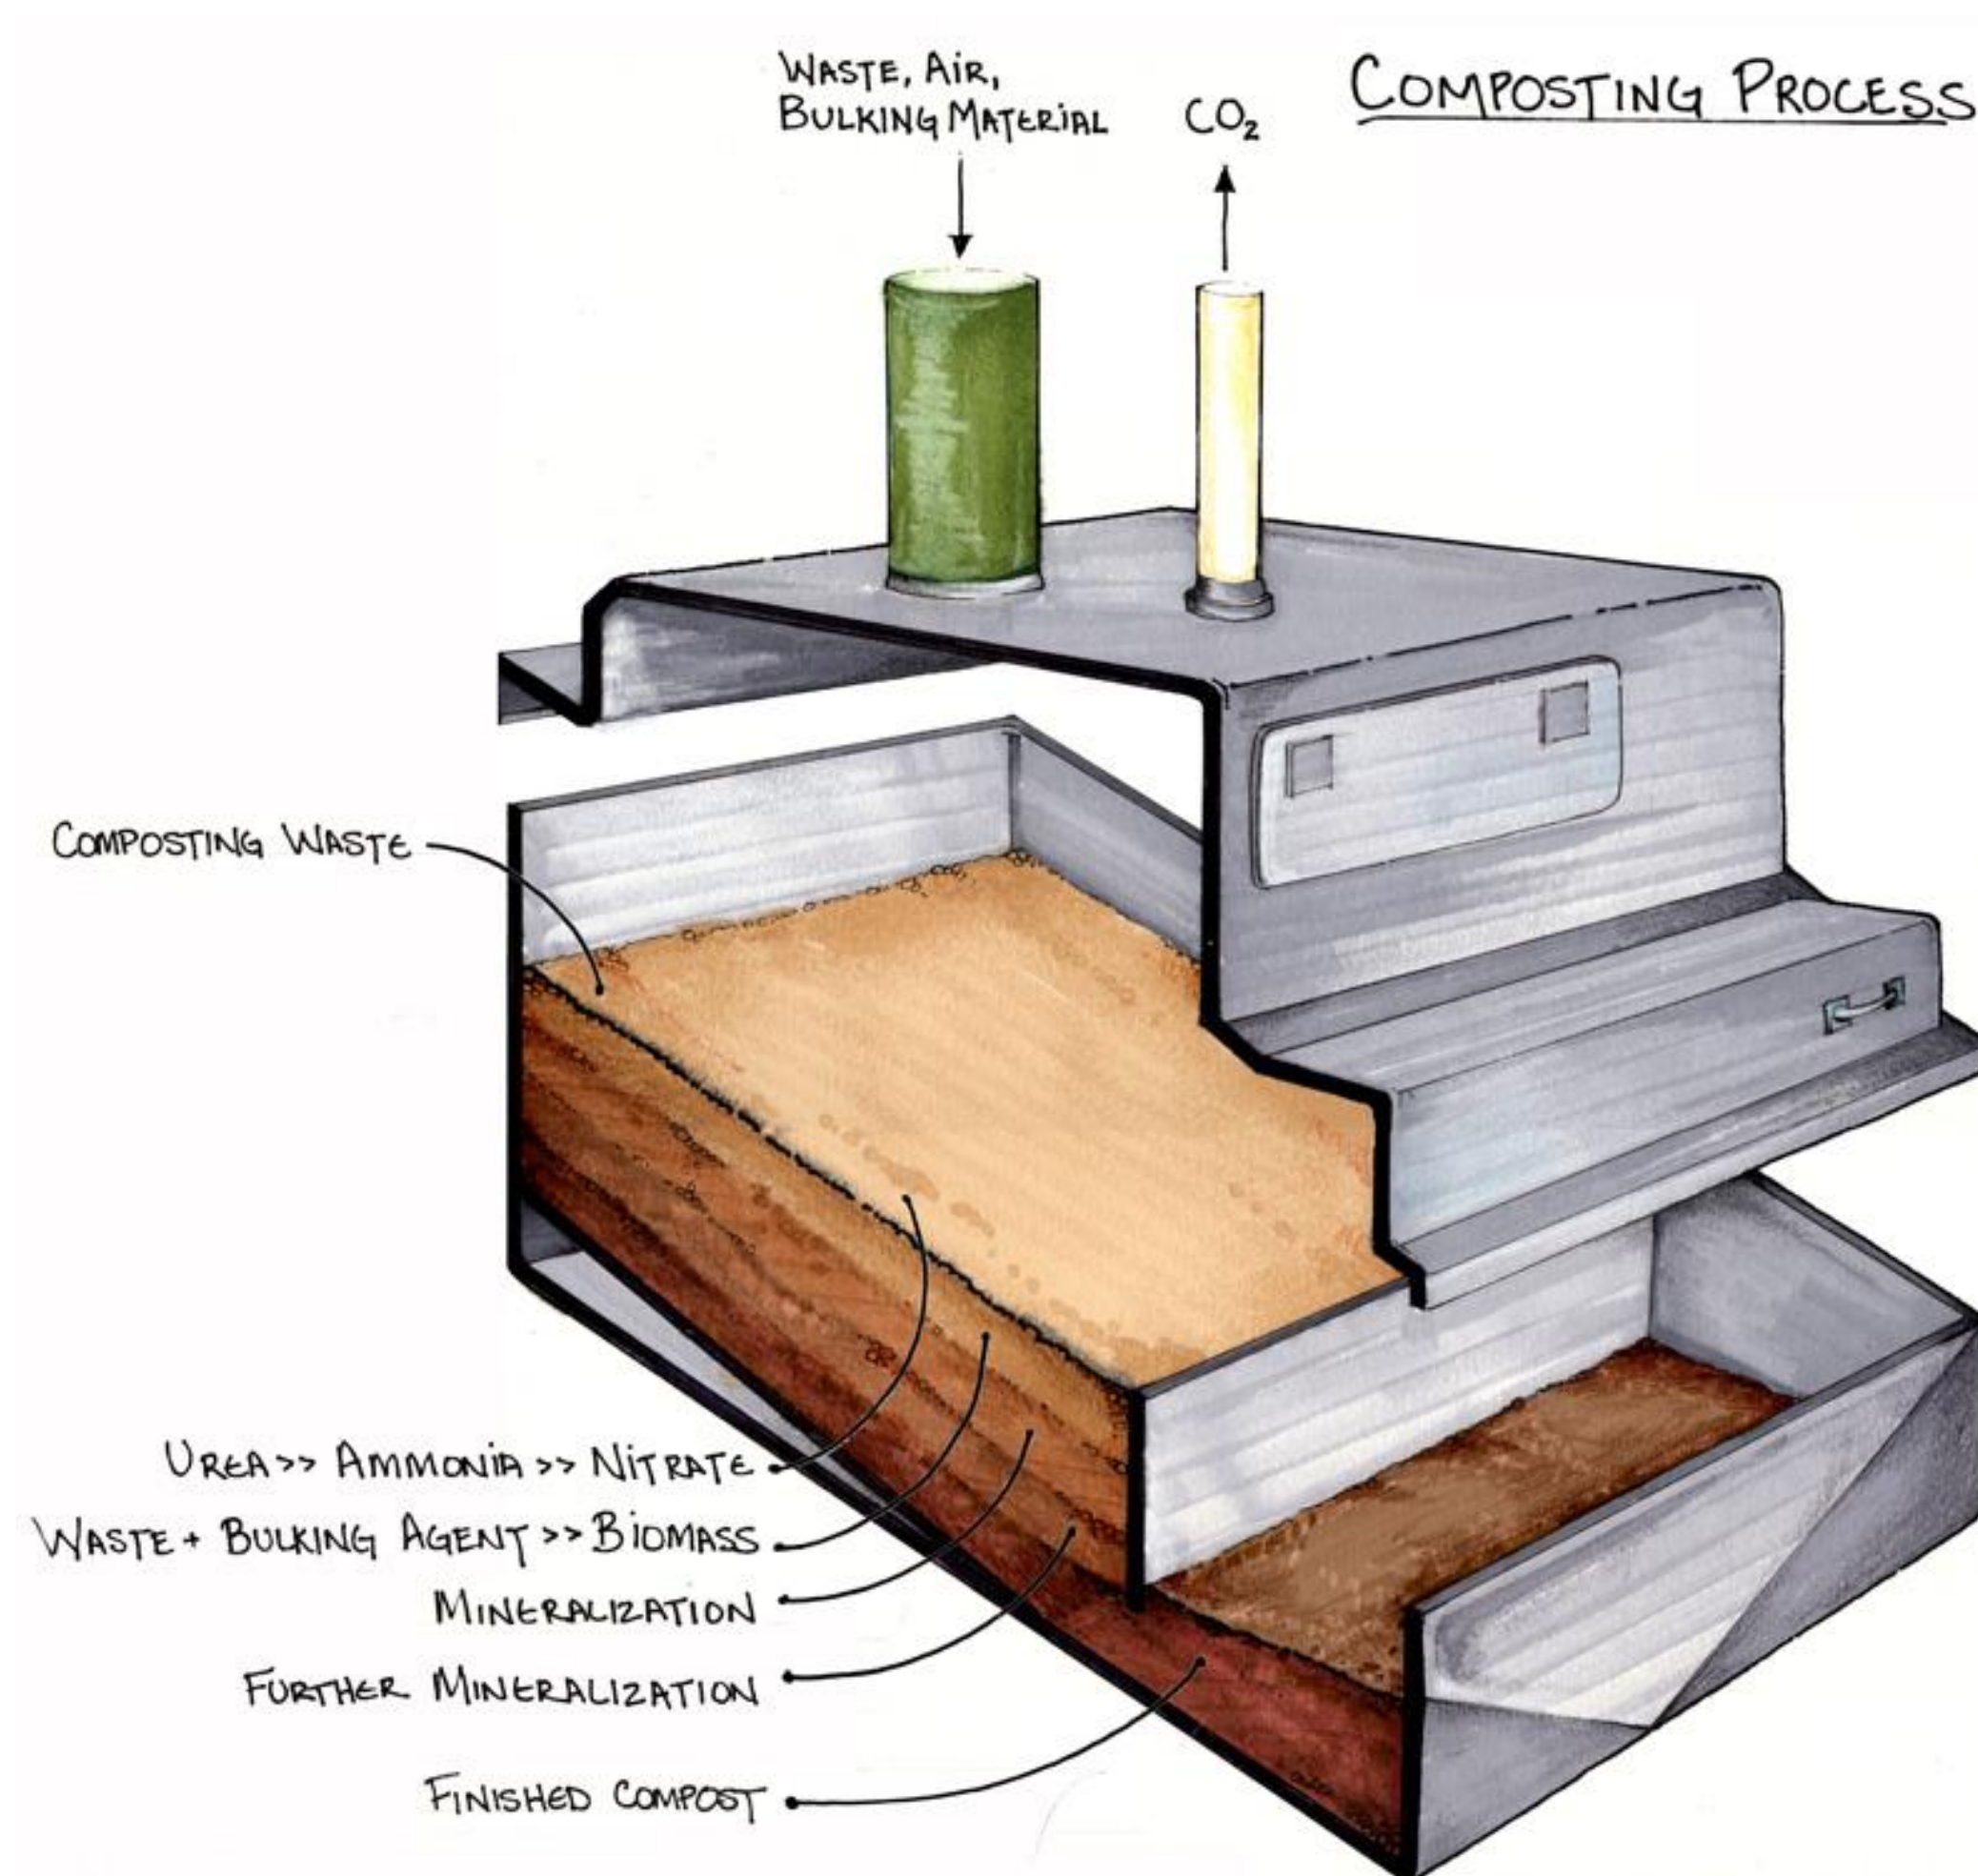 WASTE, AIR,
BULKING MATERIAL
CO₂
COMPOSTING PROCESS
COMPOSTING WASTE
UREA >> AMMONIA >> NITRATE
WASTE + BULKING AGENT >> BIOMASS
MINERALIZATION
FURTHER MINERALIZATION
FINISHED COMPOST